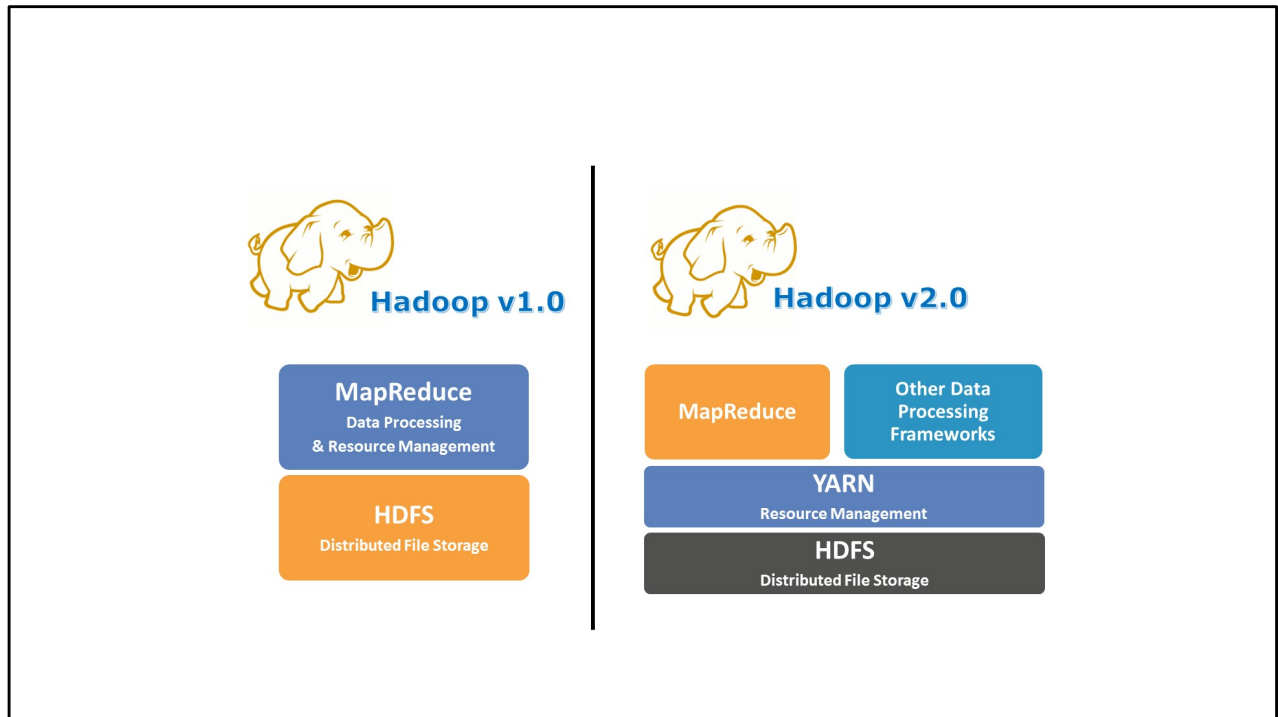 Hadoop v1.0
MapReduce
Data Processing
& Resource Management
HDFS
Distributed File Storage
Hadoop v2.0
MapReduce
Other Data
Processing
Frameworks
YARN
Resource Management
HDFS
Distributed File Storage